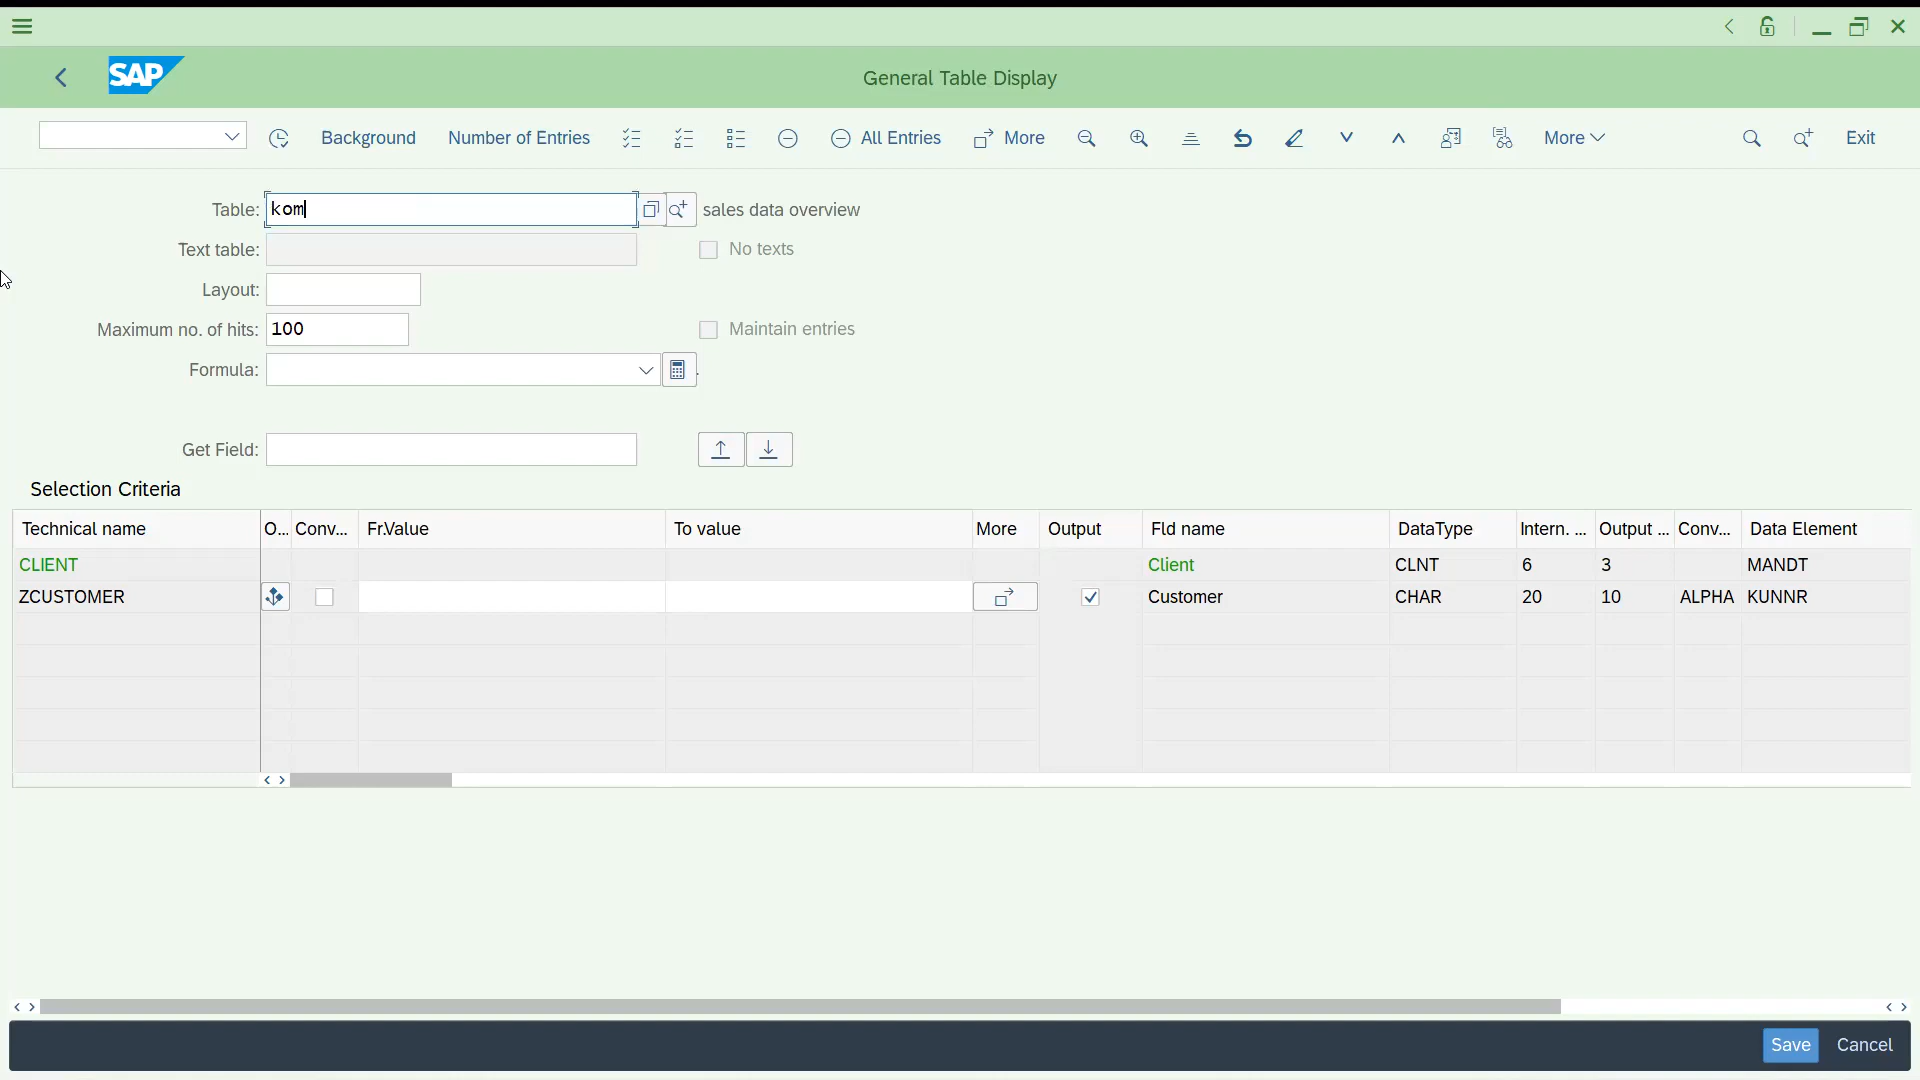 SAP
General Table Display
Background Number of Entries All Entries More More Exit
Table: kom sales data overview
Text table: No texts
Layout:
Maximum no. of hits: 100 Maintain entries
Formula: .
Get Field:
Selection Criteria
Technical name O... Conv... Fr.Value To value More Output Fld name DataType Intern. ... Output ... Conv... Data Element
CLIENT Client CLNT 6 3 MANDT
ZCUSTOMER Customer CHAR 20 10 ALPHA KUNNR
Save Cancel